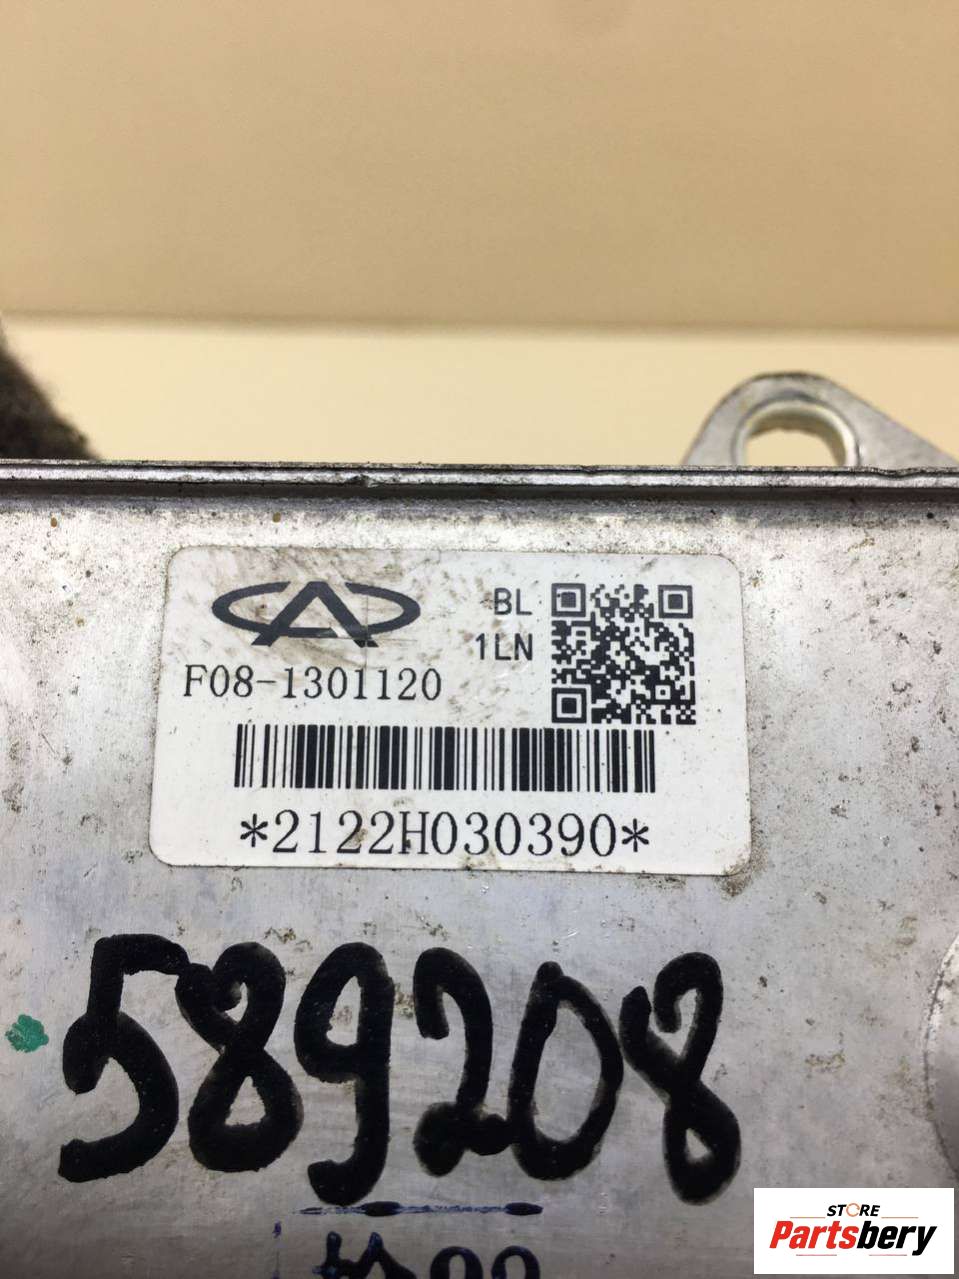 BL
1LN
F08-1301120
*2122H030390*
589208
STORE
Partsbery